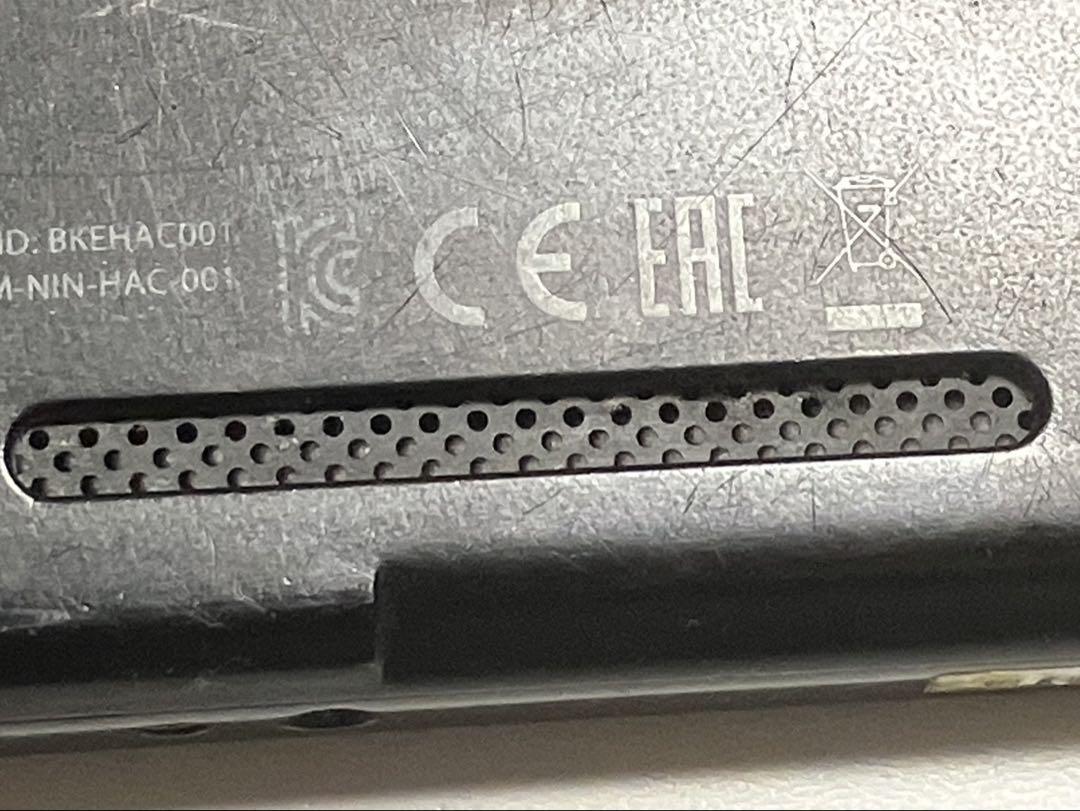 ID: BKEHAC001
M-NIN-HAC-001
CE EAC